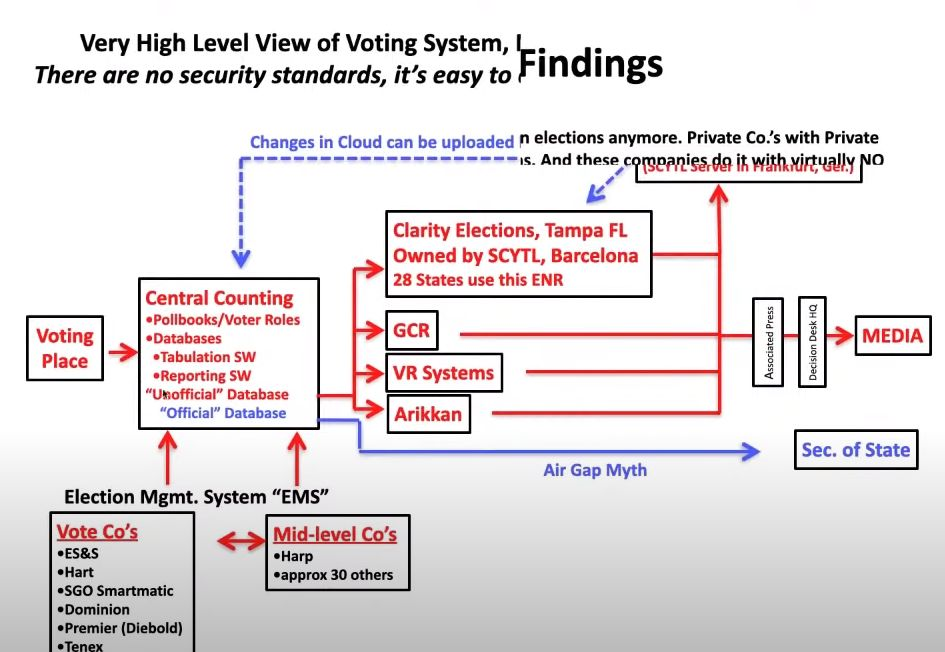 Very High Level View of Voting System,
There are no security standards, it's easy to
Findings
Changes in Cloud can be uploaded
n elections anymore. Private Co.'s with Private
s. And these companies do it with virtually NO
(SCYTL Server in Frankfurt, Ger.)
Clarity Elections, Tampa FL
Owned by SCYTL, Barcelona
28 States use this ENR
Central Counting
•Pollbooks/Voter Roles
•Databases
•Tabulation SW
•Reporting SW
"Unofficial" Database
"Official" Database
Voting
Place
GCR
VR Systems
Arikkan
Associated Press
Decision Desk HQ
MEDIA
Sec. of State
Air Gap Myth
Election Mgmt. System "EMS"
Vote Co's
•ES&S
•Hart
•SGO Smartmatic
•Dominion
•Premier (Diebold)
•Tenex
Mid-level Co's
•Harp
•approx 30 others